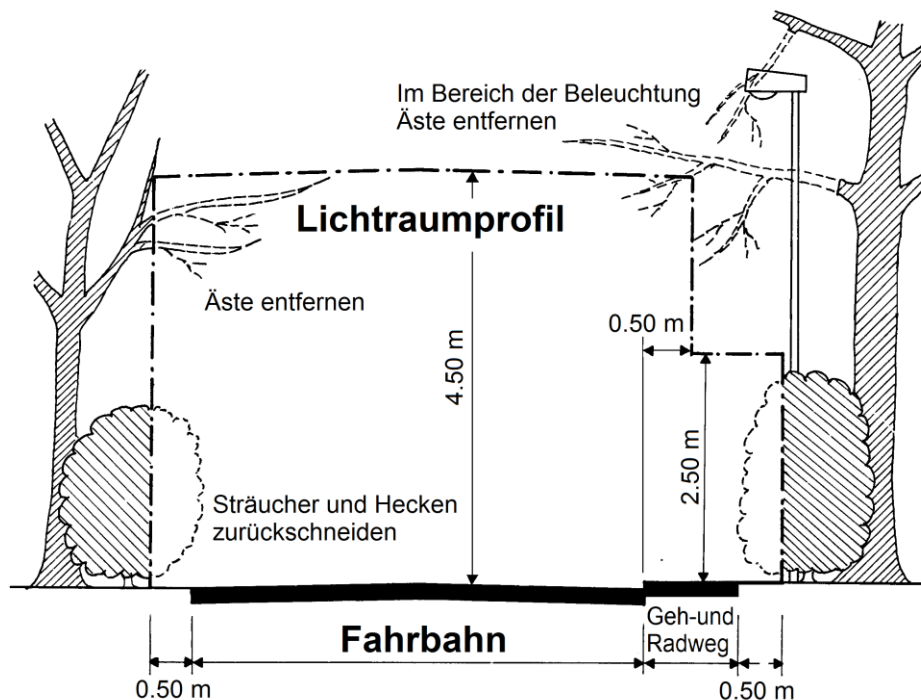 Im Bereich der Beleuchtung
Äste entfernen
Lichtraumprofil
Äste entfernen
0.50 m
4.50 m
2.50 m
Sträucher und Hecken
zurückschneiden
Geh-und
Radweg
Fahrbahn
0.50 m
0.50 m